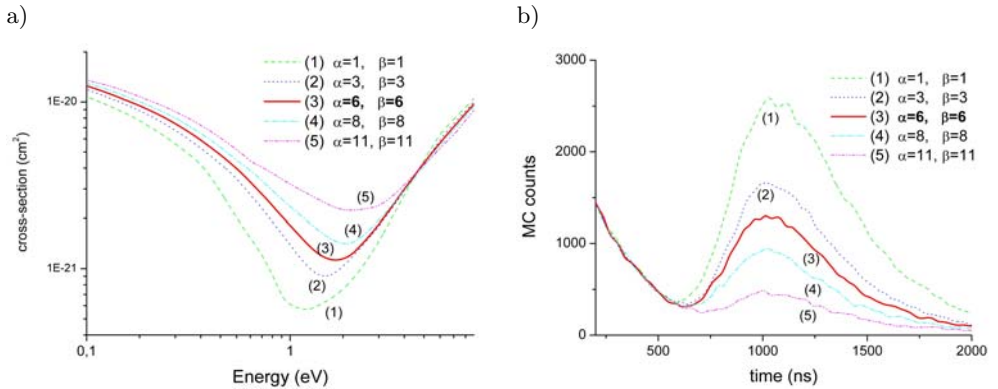 a)
(1) α=1, β=1
(2) α=3, β=3
(3) α=6, β=6
(4) α=8, β=8
(5) α=11, β=11
1E-20
1E-21
cross-section (cm²)
(5)
(4)
(3)
(2)
(1)
0,1
1
Energy (eV)
b)
3000
2500
2000
1500
1000
500
0
MC counts
(1) α=1, β=1
(2) α=3, β=3
(3) α=6, β=6
(4) α=8, β=8
(5) α=11, β=11
(1)
(2)
(3)
(4)
(5)
500
1000
1500
2000
time (ns)